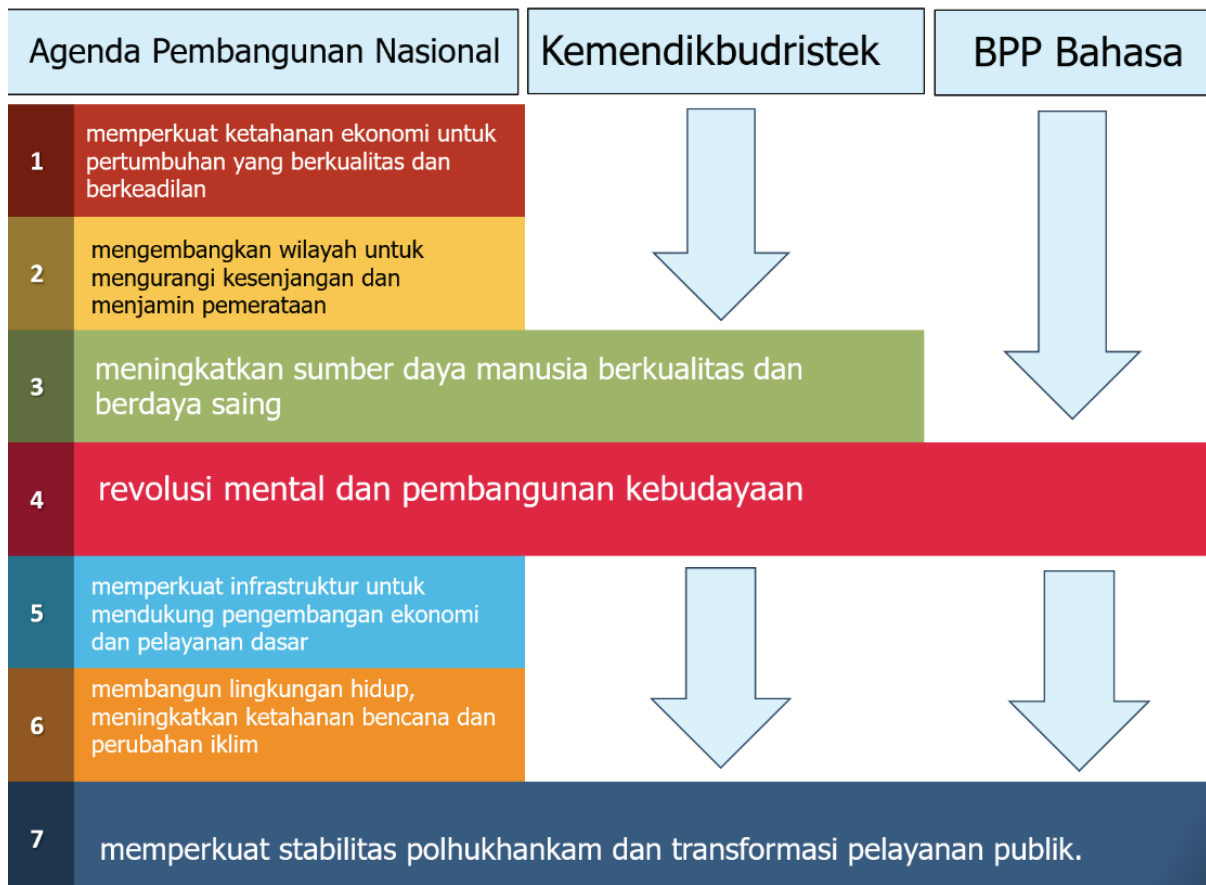 Agenda Pembangunan Nasional
Kemendikbudristek
BPP Bahasa
1
memperkuat ketahanan ekonomi untuk
pertumbuhan yang berkualitas dan
berkeadilan
2
mengembangkan wilayah untuk
mengurangi kesenjangan dan
menjamin pemerataan
3
meningkatkan sumber daya manusia berkualitas dan
berdaya saing
4
revolusi mental dan pembangunan kebudayaan
5
memperkuat infrastruktur untuk
mendukung pengembangan ekonomi
dan pelayanan dasar
6
membangun lingkungan hidup,
meningkatkan ketahanan bencana dan
perubahan iklim
7
memperkuat stabilitas polhukhankam dan transformasi pelayanan publik.